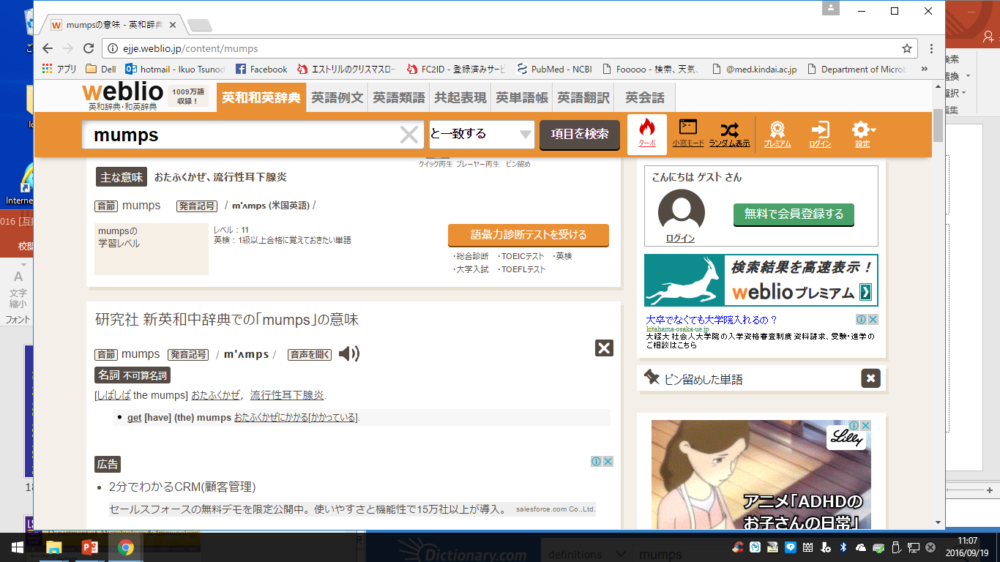 mumpsの意味 - 英和辞典
ejje.weblio.jp/content/mumps
アプリ Dell hotmail - Ikuo Tsunod Facebook エストリルのクリスマスロー FC2ID - 登録済みサービ PubMed - NCBI Fooooo - 検索、天気、 @med.kindai.ac.jp Department of Microb »
weblio 1009万語 収録！
英和辞典・和英辞典
英和和英辞典 英語例文 英語類語 共起表現 英単語帳 英語翻訳 英会話
mumps と一致する 項目を検索 ターボ 小窓モード ランダム表示 プレミアム ログイン 設定
クイック再生 プレーヤー再生 ピン留め
主な意味 おたふくかぜ、流行性耳下腺炎
音節 mumps 発音記号 / m'ʌmps (米国英語) /
mumpsの
学習レベル
レベル：11
英検：1級以上合格に覚えておきたい単語
語彙力診断テストを受ける
・総合診断 ・TOEICテスト ・英検
・大学入試 ・TOEFLテスト
研究社 新英和中辞典での「mumps」の意味
音節 mumps 発音記号 / m'ʌmps / 音声を聞く
名詞 不可算名詞
[しばしば the mumps] おたふくかぜ, 流行性耳下腺炎.
get [have] (the) mumps おたふくかぜにかかる[かかっている].
広告
2分でわかるCRM(顧客管理)
セールスフォースの無料デモを限定公開中。使いやすさと機能性で15万社以上が導入。 salesforce.com Co.,Ltd.
こんにちは ゲスト さん
ログイン
無料で会員登録する
検索結果を高速表示！
weblio プレミアム
大卒でなくても大学院入れるの？
kitahama-osaka-ue.jp
大経大 社会人大学院の入学資格審査制度 資料請求、受験・進学の
ご相談はこちら
ピン留めした単語
Lilly
アニメ「ADHDの
お子さんの日常」
Internet
016 [互換
校閲
A
文字
縮小
フォント
検索
置換
選択
編集
18
Department of Microbiology & Immunology
Dictionary.com definitions mumps
11:07
2016/09/19